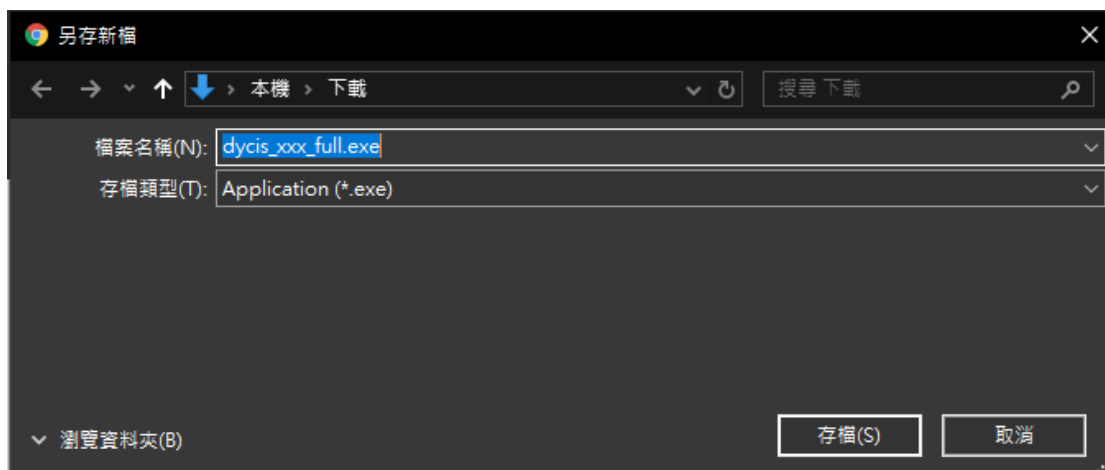 另存新檔
本機 > 下載
搜尋 下載
檔案名稱(N): dycis_xxx_full.exe
存檔類型(T): Application (*.exe)
瀏覽資料夾(B)
存檔(S)
取消